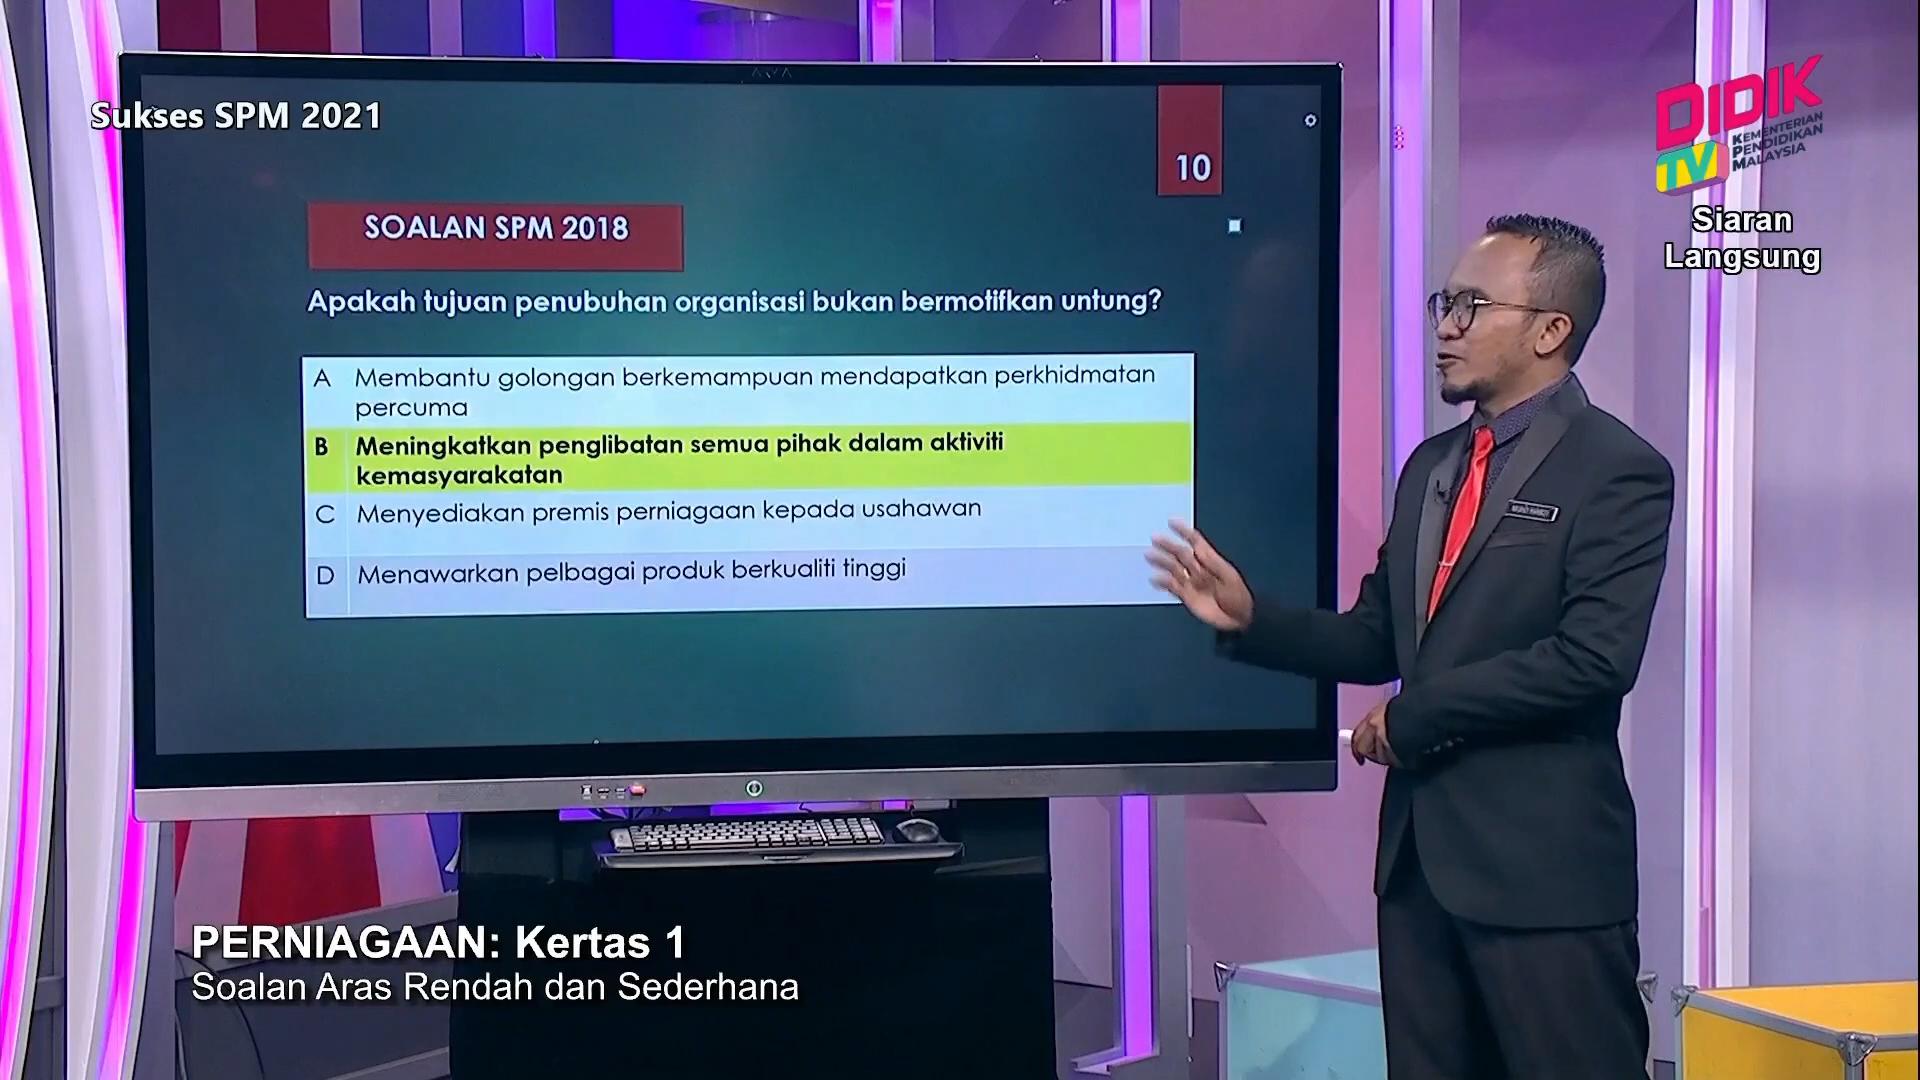 Sukses SPM 2021
10
SOALAN SPM 2018
Apakah tujuan penubuhan organisasi bukan bermotifkan untung?
A Membantu golongan berkemampuan mendapatkan perkhidmatan
percuma
B Meningkatkan penglibatan semua pihak dalam aktiviti
kemasyarakatan
C Menyediakan premis perniagaan kepada usahawan
D Menawarkan pelbagai produk berkualiti tinggi
DIDIK
TV
KEMENTERIAN
PENDIDIKAN
MALAYSIA
Siaran
Langsung
PERNIAGAAN: Kertas 1
Soalan Aras Rendah dan Sederhana